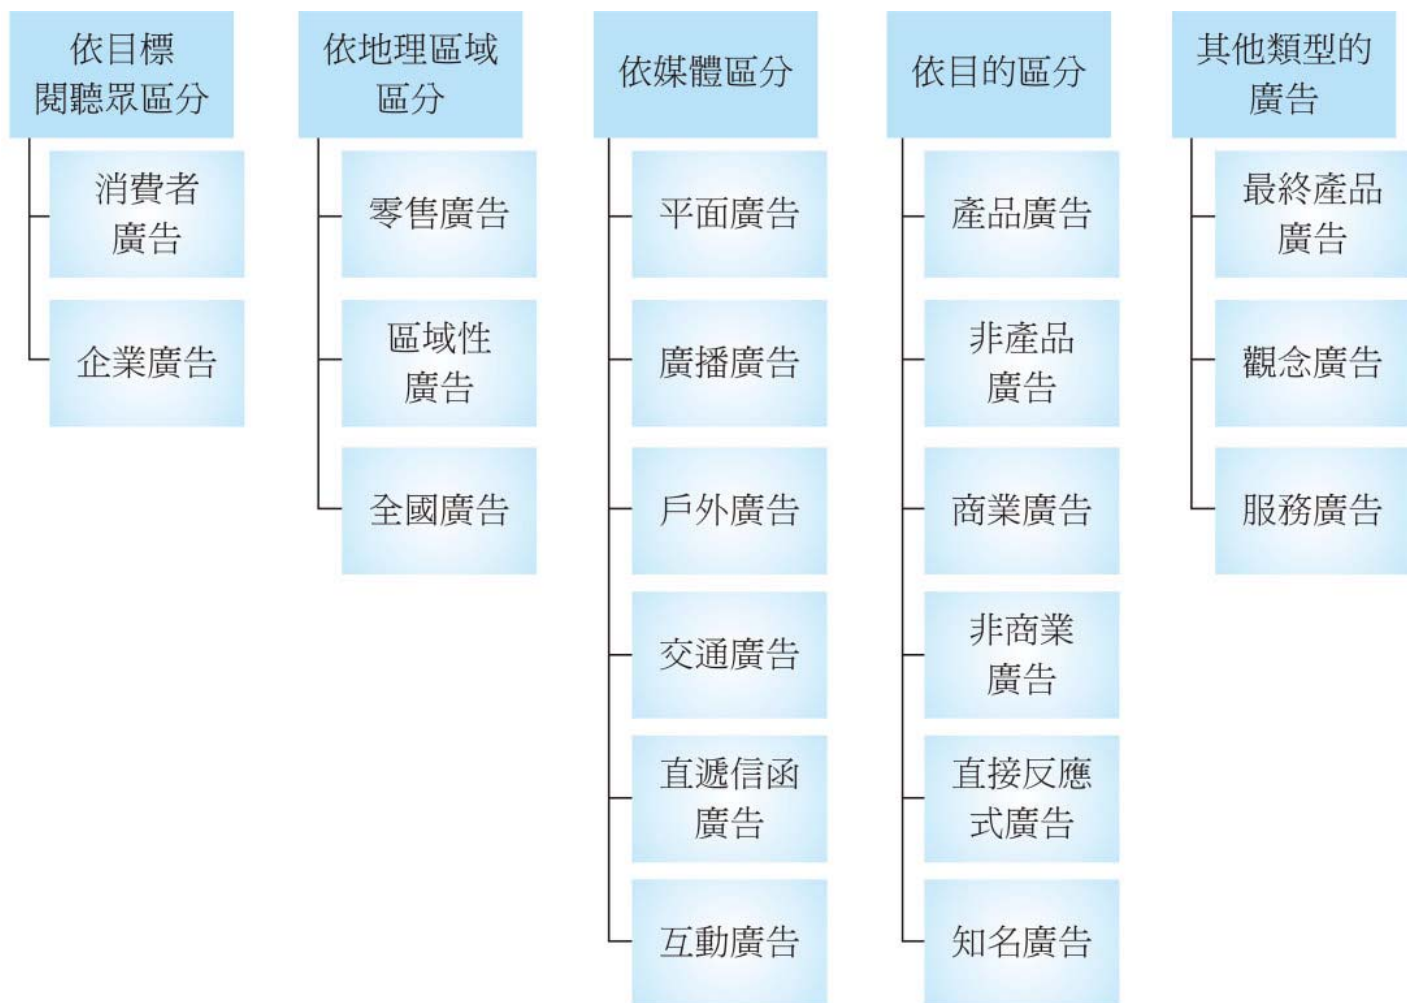 依目標
閱聽眾區分
消費者
廣告
企業廣告
依地理區域
區分
零售廣告
區域性
廣告
全國廣告
依媒體區分
平面廣告
廣播廣告
戶外廣告
交通廣告
直遞信函
廣告
互動廣告
依目的區分
產品廣告
非產品
廣告
商業廣告
非商業
廣告
直接反應
式廣告
知名廣告
其他類型的
廣告
最終產品
廣告
觀念廣告
服務廣告